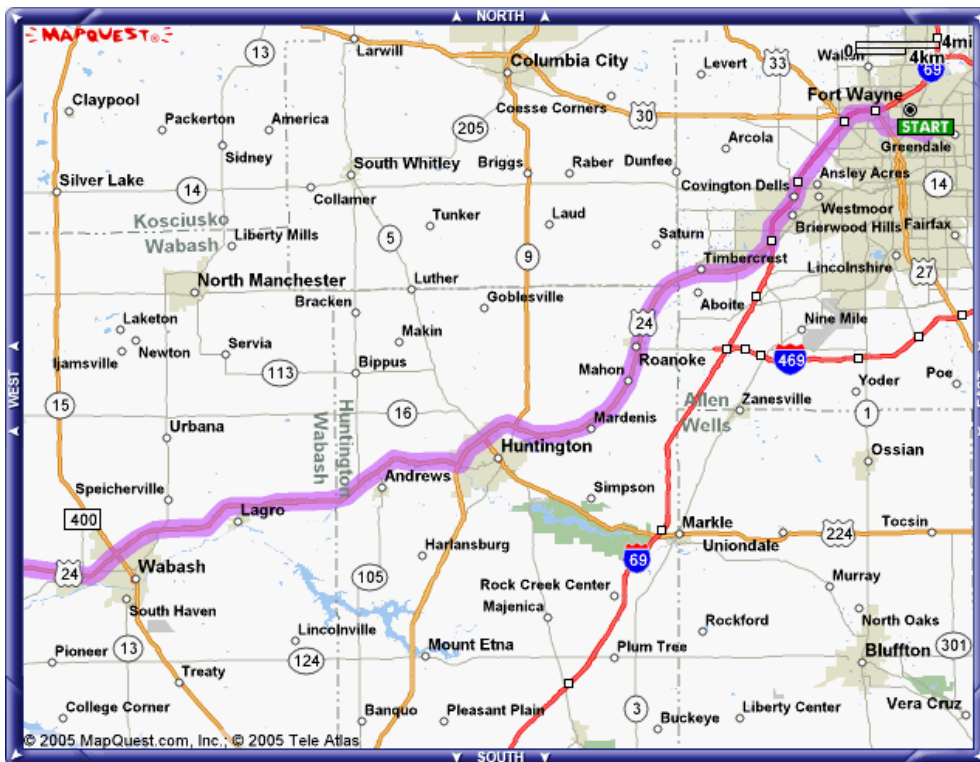 NORTH
MAPQUEST®
13
Larwill
Columbia City
Levert
33
Walton
0 4mi
4km
69
Claypool
Packerton
America
205
Coesse Corners
30
Fort Wayne
START
Arcola
Greendale
Sidney
South Whitley
Briggs
Raber
Dunfee
Silver Lake
14
Collamer
Covington Dells
Ansley Acres
14
Westmoor
Kosciusko
Wabash
Liberty Mills
5
Tunker
Laud
Saturn
Brierwood Hills
Fairfax
9
Timbercrest
Lincolnshire
27
North Manchester
Luther
Bracken
Goblesville
Aboite
Laketon
Newton
Ijamsville
Servia
Makin
24
Nine Mile
Roanoke
469
WEST
113
Bippus
Mahon
Yoder
Poe
15
Huntington
Wabash
16
Allen
Wells
Zanesville
1
Urbana
Mardenis
Huntington
Ossian
Speicherville
Andrews
Simpson
400
Lagro
Markle
Uniondale
224
Tocsin
24
Wabash
Harlansburg
69
105
Rock Creek Center
Murray
South Haven
Majenica
North Oaks
Lincolnville
Rockford
13
Pioneer
124
Mount Etna
Plum Tree
Bluffton
301
Treaty
College Corner
Banquo
Pleasant Plain
3
Buckeye
Liberty Center
Vera Cruz
© 2005 MapQuest.com, Inc.; © 2005 Tele Atlas
SOUTH